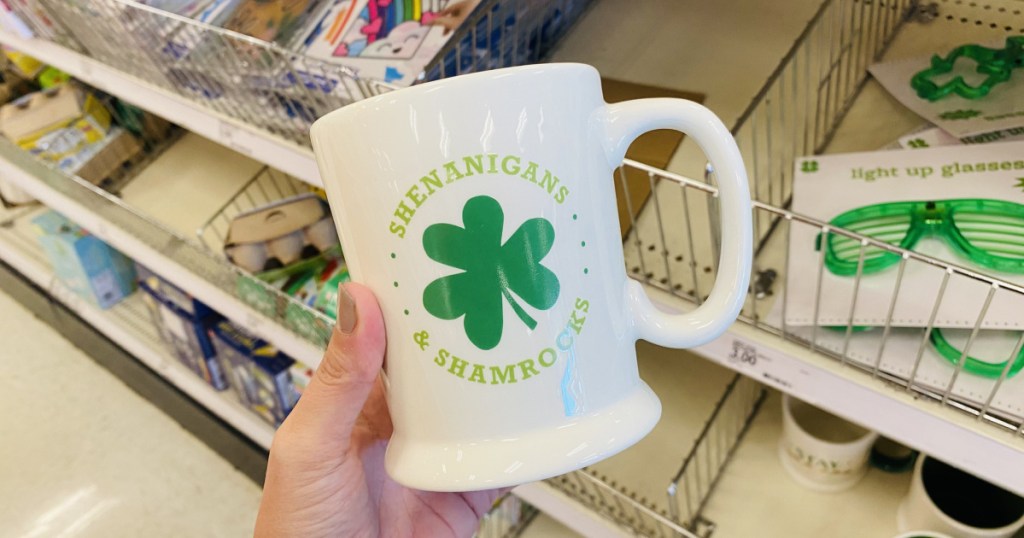 SHENANIGANS
& SHAMROCKS
light up glasses
3.00